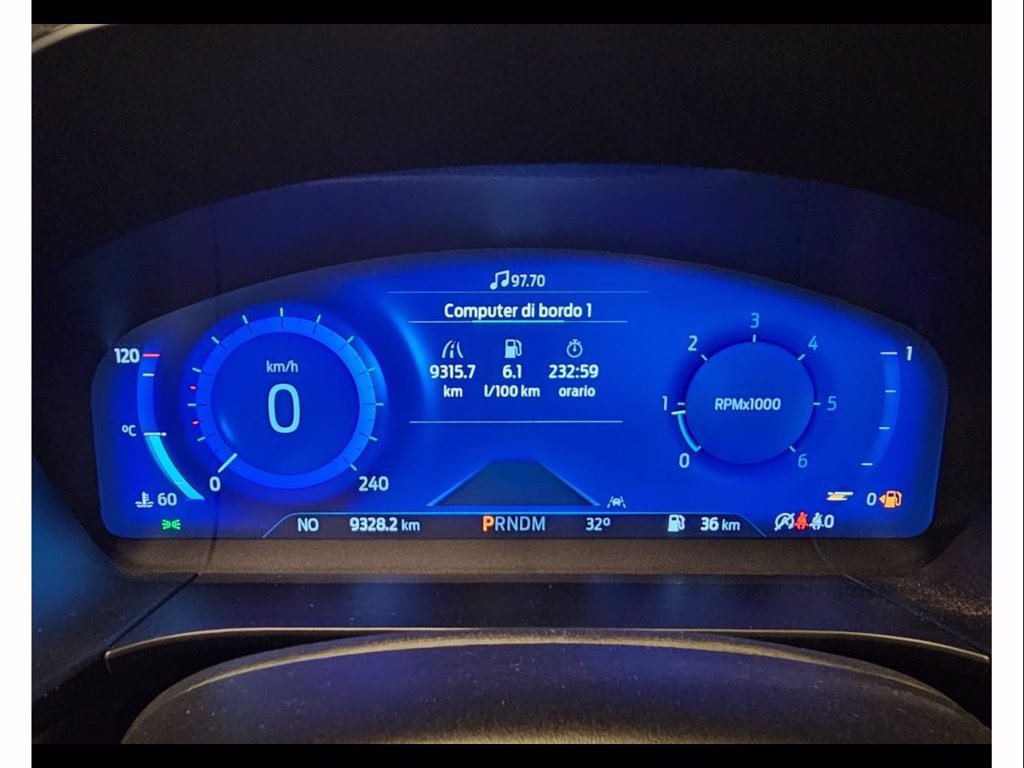 97.70
Computer di bordo 1
9315.7 6.1 232:59
km l/100 km orario
120
°C
60
km/h
0
0 240
RPMx1000
0 1 2 3 4 5 6
1
0
NO 9328.2 km PRNDM 32° 36 km 0